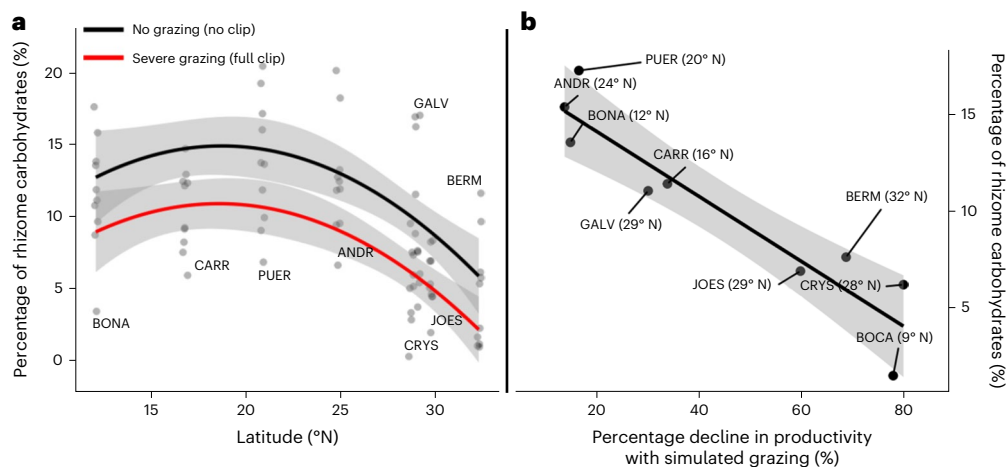 a
No grazing (no clip)
Severe grazing (full clip)
Percentage of rhizome carbohydrates (%)
20
15
10
5
0
GALV
BERM
ANDR
CARR
PUER
BONA
JOES
CRYS
15
20
25
30
Latitude (°N)
b
PUER (20° N)
ANDR (24° N)
BONA (12° N)
CARR (16° N)
GALV (29° N)
BERM (32° N)
JOES (29° N)
CRYS (28° N)
BOCA (9° N)
15
10
5
Percentage of rhizome carbohydrates (%)
20
40
60
80
Percentage decline in productivity
with simulated grazing (%)